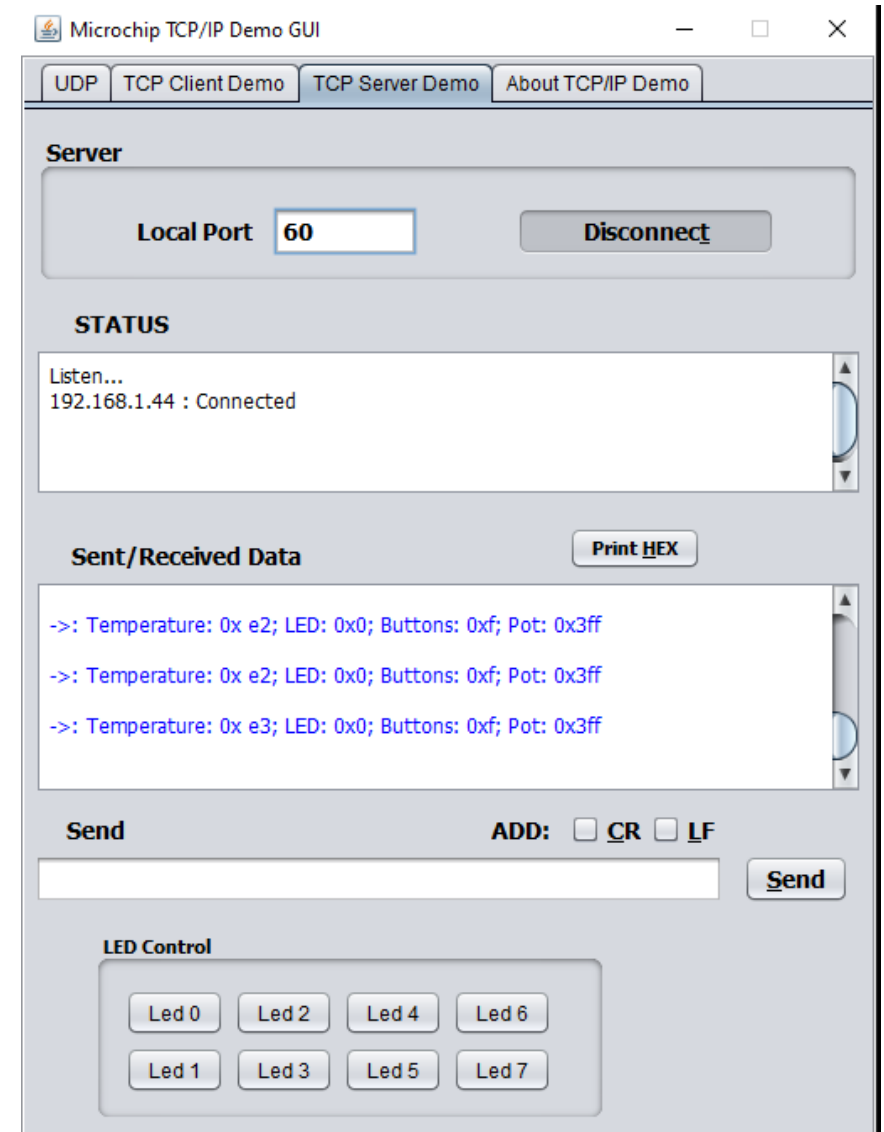 Microchip TCP/IP Demo GUI
UDP TCP Client Demo TCP Server Demo About TCP/IP Demo
Server
Local Port 60 Disconnect
STATUS
Listen...
192.168.1.44 : Connected
Sent/Received Data Print HEX
->: Temperature: 0x e2; LED: 0x0; Buttons: 0xf; Pot: 0x3ff
->: Temperature: 0x e2; LED: 0x0; Buttons: 0xf; Pot: 0x3ff
->: Temperature: 0x e3; LED: 0x0; Buttons: 0xf; Pot: 0x3ff
Send ADD: CR LF
Send
LED Control
Led 0 Led 2 Led 4 Led 6
Led 1 Led 3 Led 5 Led 7